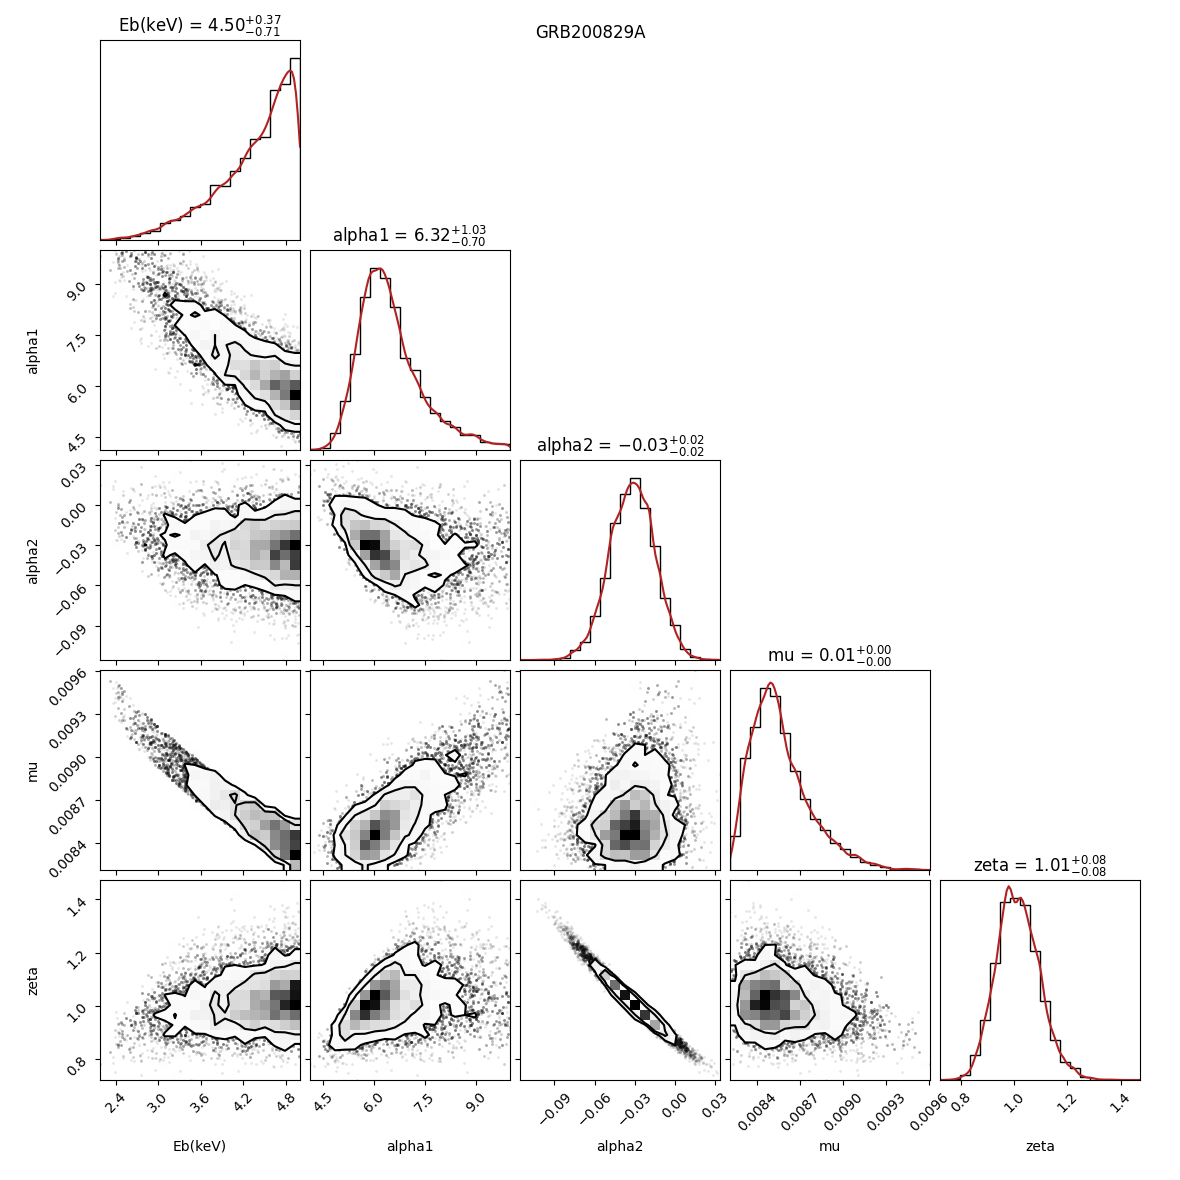 GRB200829A
Eb(keV) = 4.50+0.37−0.71
alpha1 = 6.32+1.03−0.70
9.0
7.5
6.0
4.5
alpha1
alpha2 = −0.03+0.02−0.02
0.03
0.00
−0.03
−0.06
−0.09
alpha2
mu = 0.01+0.00−0.00
0.0096
0.0093
0.0090
0.0087
0.0084
mu
zeta = 1.01+0.08−0.08
1.4
1.2
1.0
0.8
zeta
2.4 3.0 3.6 4.2 4.8 4.5 6.0 7.5 9.0 −0.09 −0.06 −0.03 0.00 0.03 0.0084 0.0087 0.0090 0.0093 0.0096 0.8 1.0 1.2 1.4
Eb(keV) alpha1 alpha2 mu zeta